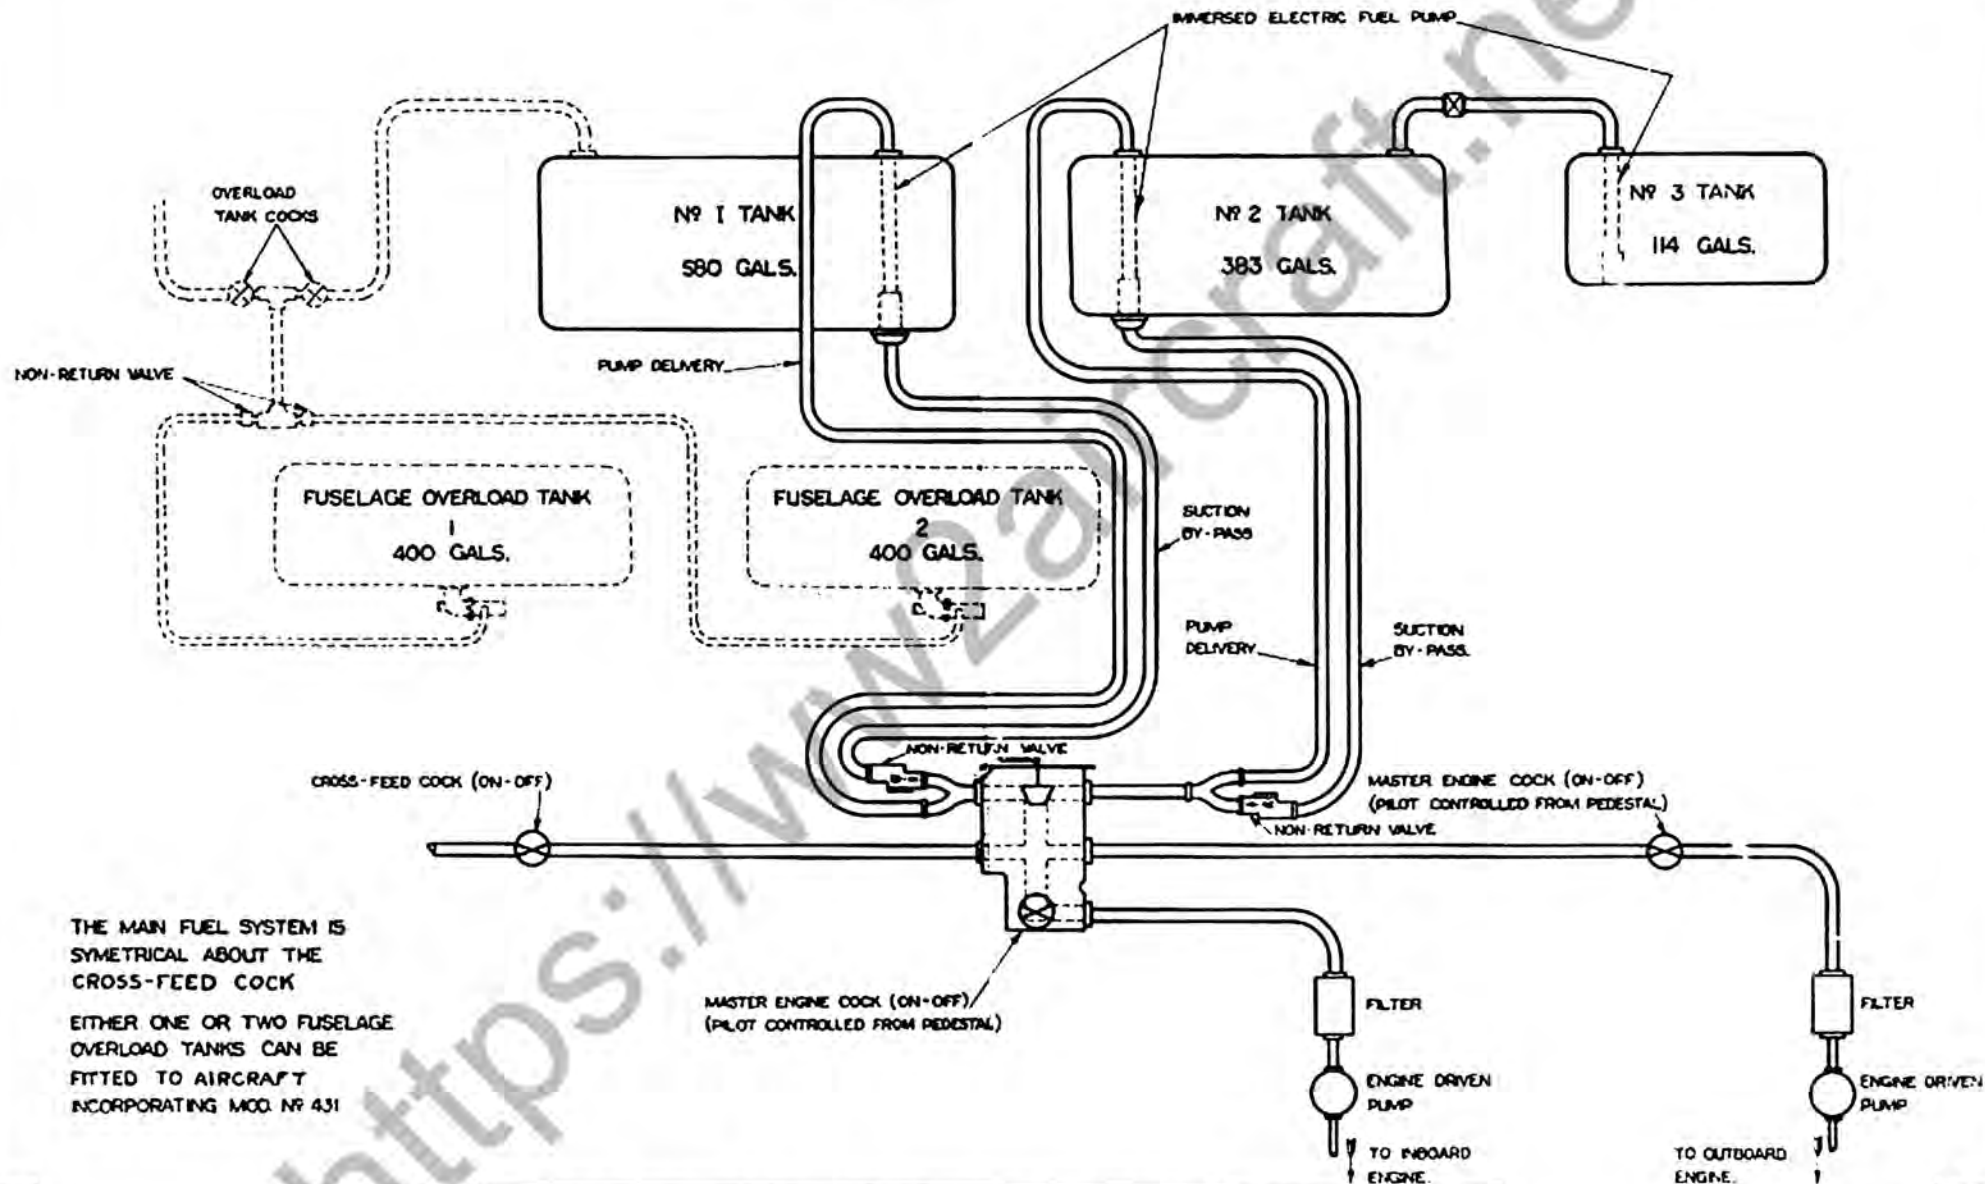 IMMERSED ELECTRIC FUEL PUMP
OVERLOAD
TANK COCKS
Nº 1 TANK
580 GALS.
Nº 2 TANK
383 GALS.
Nº 3 TANK
114 GALS.
NON-RETURN VALVE
PUMP DELIVERY
FUSELAGE OVERLOAD TANK
1
400 GALS.
FUSELAGE OVERLOAD TANK
2
400 GALS.
SUCTION
BY-PASS
PUMP
DELIVERY
SUCTION
BY-PASS.
NON-RETURN VALVE
CROSS-FEED COCK (ON-OFF)
MASTER ENGINE COCK (ON-OFF)
(PILOT CONTROLLED FROM PEDESTAL)
NON-RETURN VALVE
THE MAIN FUEL SYSTEM IS
SYMETRICAL ABOUT THE
CROSS-FEED COCK
EITHER ONE OR TWO FUSELAGE
OVERLOAD TANKS CAN BE
FITTED TO AIRCRAFT
INCORPORATING MOD. Nº 431
MASTER ENGINE COCK (ON-OFF)
(PILOT CONTROLLED FROM PEDESTAL)
FILTER
FILTER
ENGINE DRIVEN
PUMP
ENGINE DRIVEN
PUMP
TO INBOARD
ENGINE.
TO OUTBOARD
ENGINE.
https://ww2aircraft.ne